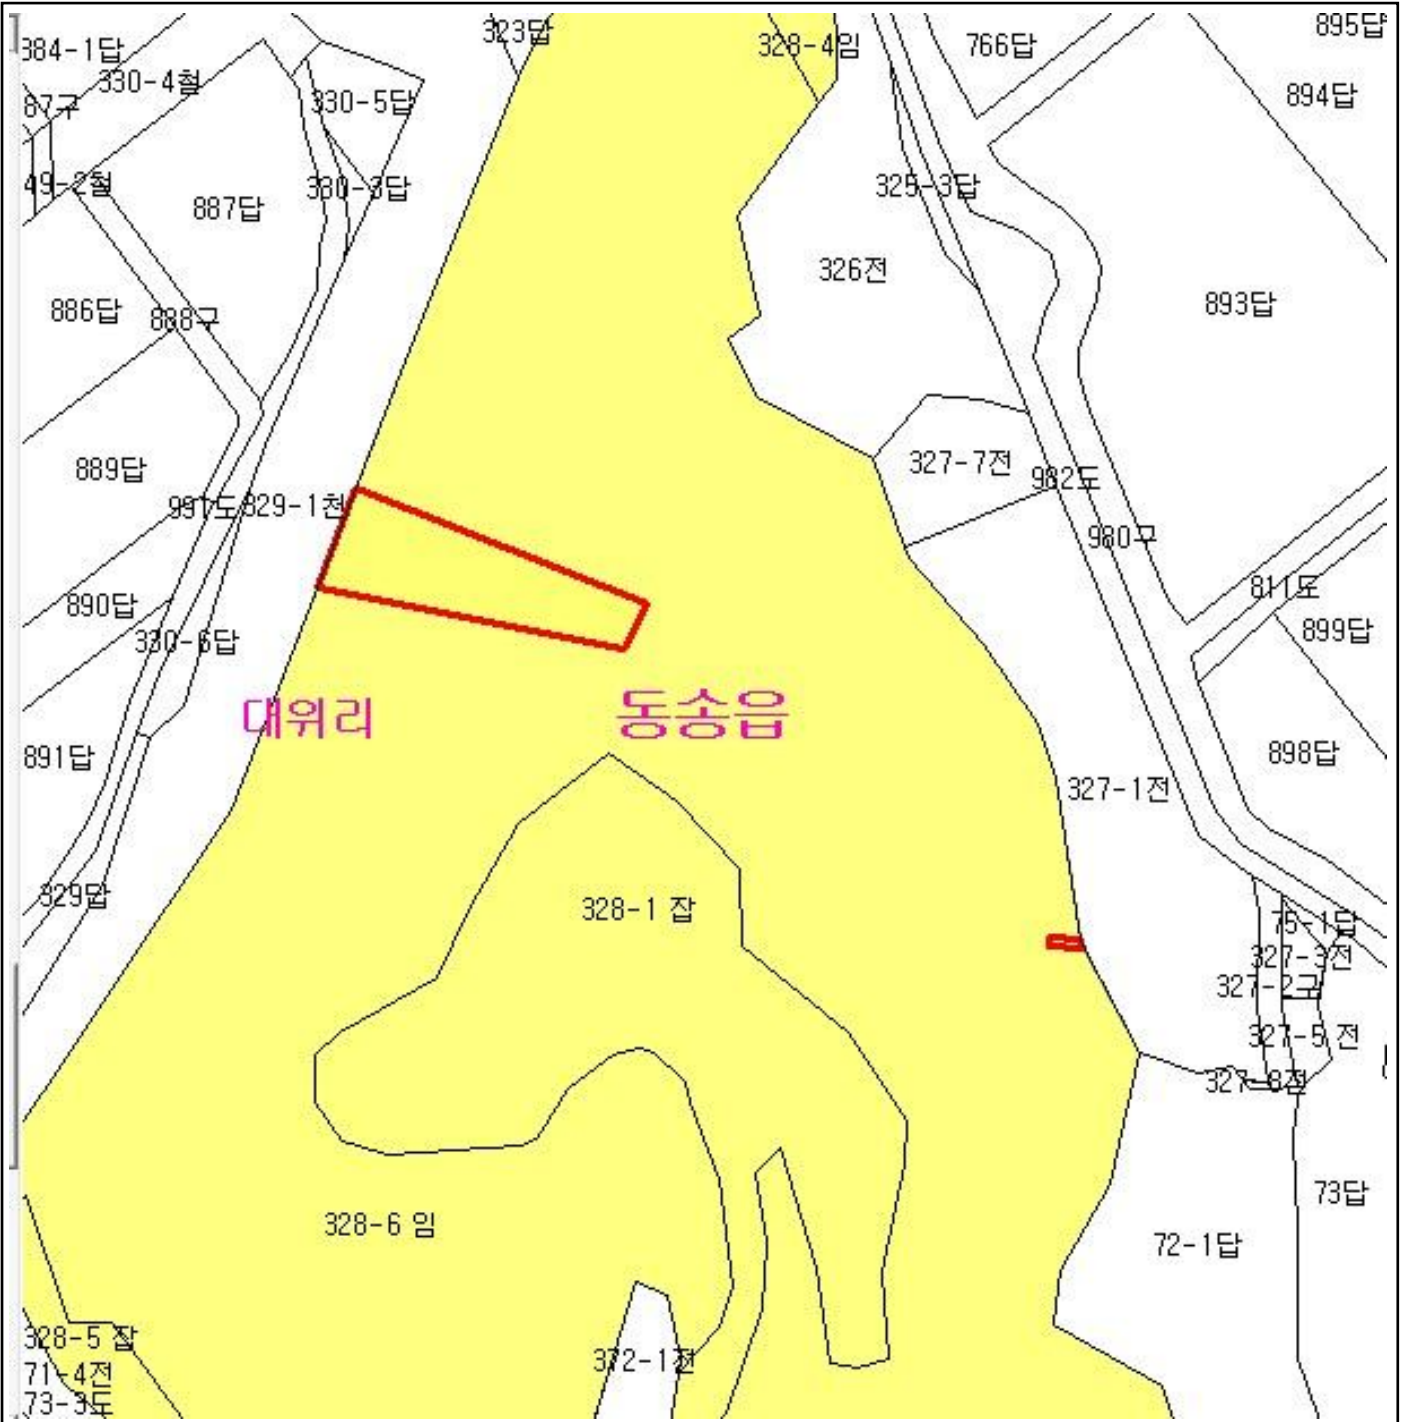 323답
328-4임
766답
895답
384-1답
330-4철
894답
330-5답
87구
49-2철
330-3답
325-3답
887답
326전
893답
886답
888구
327-7전
889답
982도
991도
329-1천
980구
811도
890답
899답
330-6답
대위리
동송읍
898답
891답
327-1전
329답
328-1 잡
75-1답
327-3전
327-2구
327-5 전
327-8전
73답
328-6 임
72-1답
328-5 잡
372-1전
71-4전
73-3도